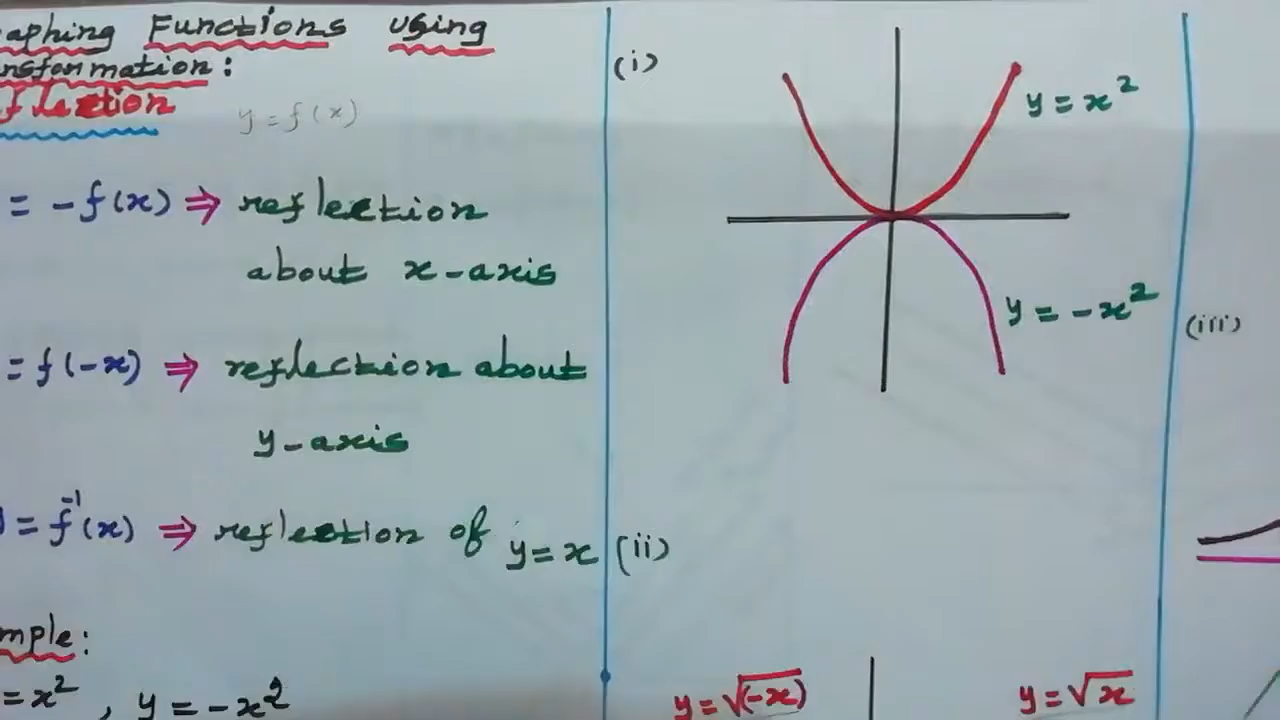 aphing Functions using
nsformation:
flection
y = f(x)
= -f(x) ⇒ reflection
about x-axis
= f(-x) ⇒ reflection about
y-axis
= f⁻¹(x) ⇒ reflection of y = x
mple:
= x² , y = -x²
(i)
y = x²
y = -x²
(ii)
y = √(-x) y = √x
(iii)